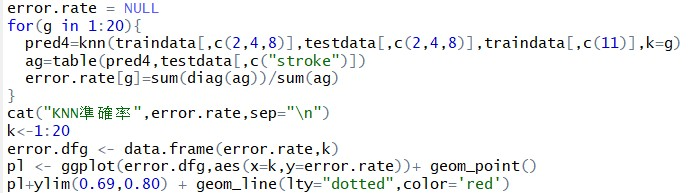 error.rate = NULL
for(g in 1:20){
  pred4=knn(traindata[,c(2,4,8)],testdata[,c(2,4,8)],traindata[,c(11)],k=g)
  ag=table(pred4,testdata[,c("stroke")])
  error.rate[g]=sum(diag(ag))/sum(ag)
}
cat("KNN準確率",error.rate,sep="\n")
k<-1:20
error.dfg <- data.frame(error.rate,k)
pl <- ggplot(error.dfg,aes(x=k,y=error.rate))+ geom_point()
pl+ylim(0.69,0.80) + geom_line(lty="dotted",color='red')